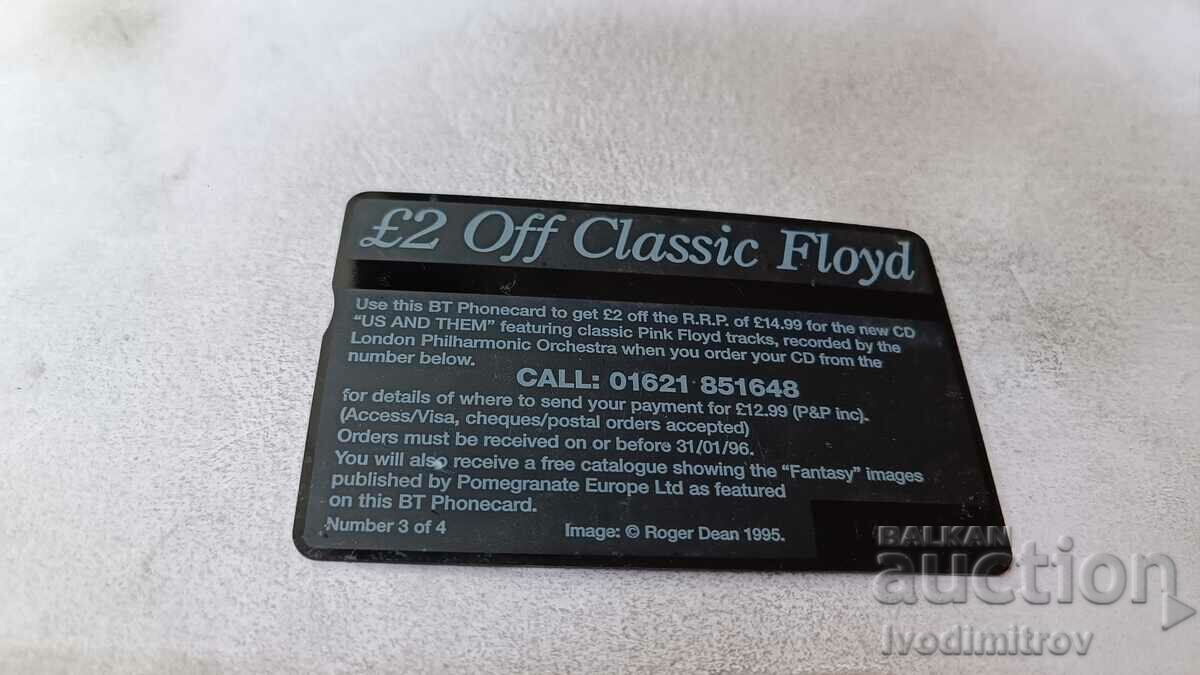 £2 Off Classic Floyd
Use this BT Phonecard to get £2 off the R.R.P. of £14.99 for the new CD
“US AND THEM” featuring classic Pink Floyd tracks, recorded by the
London Philharmonic Orchestra when you order your CD from the
number below.
CALL: 01621 851648
for details of where to send your payment for £12.99 (P&P inc).
(Access/Visa, cheques/postal orders accepted)
Orders must be received on or before 31/01/96.
You will also receive a free catalogue showing the “Fantasy” images
published by Pomegranate Europe Ltd as featured
on this BT Phonecard.
Number 3 of 4 Image: © Roger Dean 1995.
BALKAN
auction
Ivodimitrov